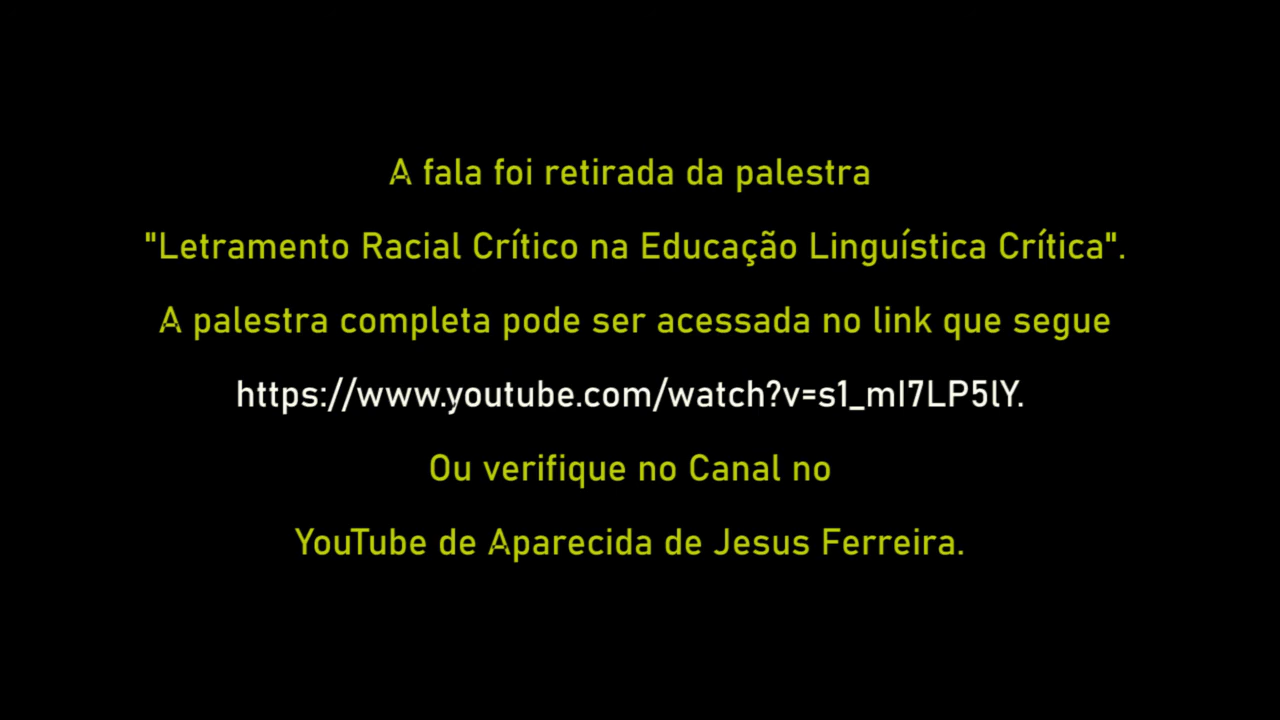 A fala foi retirada da palestra
"Letramento Racial Crítico na Educação Linguística Crítica".
A palestra completa pode ser acessada no link que segue
https://www.youtube.com/watch?v=s1_mI7LP5lY.
Ou verifique no Canal no
YouTube de Aparecida de Jesus Ferreira.